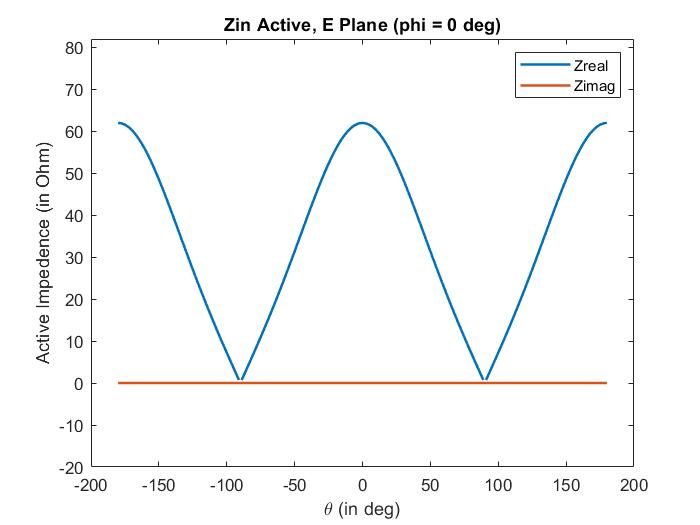 Zin Active, E Plane (phi = 0 deg)
Zreal
Zimag
Active Impedence (in Ohm)
80
70
60
50
40
30
20
10
0
-10
-20
-200 -150 -100 -50 0 50 100 150 200
θ (in deg)